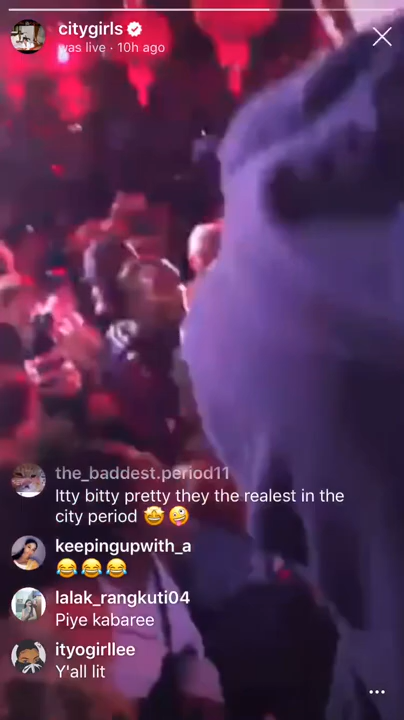 citygirls
was live · 10h ago
the_baddest.period11
Itty bitty pretty they the realest in the
city period 🤩🤪
keepingupwith_a
😂😂😂
lalak_rangkuti04
Piye kabaree
ityogirllee
Y'all lit